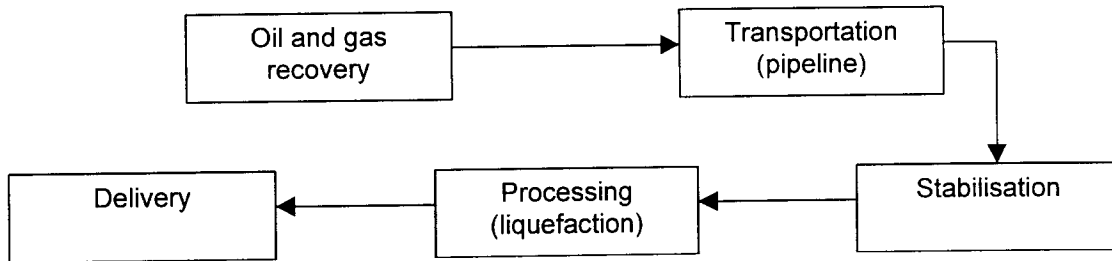 Oil and gas
recovery
Transportation
(pipeline)
Stabilisation
Processing
(liquefaction)
Delivery